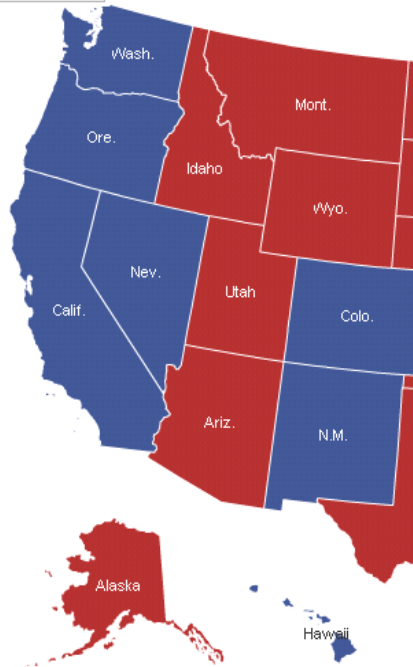 Wash.
Mont.
Ore.
Idaho
Wyo.
Nev.
Utah
Calif.
Colo.
Ariz.
N.M.
Alaska
Hawaii